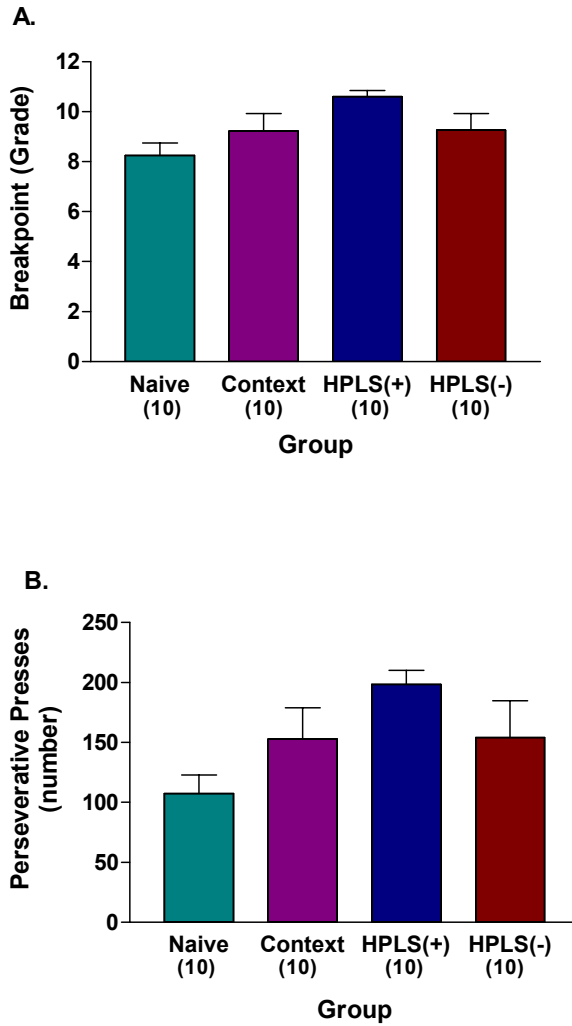 A.
Breakpoint (Grade)
12
10
8
6
4
2
0
Naive Context HPLS(+) HPLS(-)
(10) (10) (10) (10)
Group
B.
Perseverative Presses
(number)
250
200
150
100
50
0
Naive Context HPLS(+) HPLS(-)
(10) (10) (10) (10)
Group